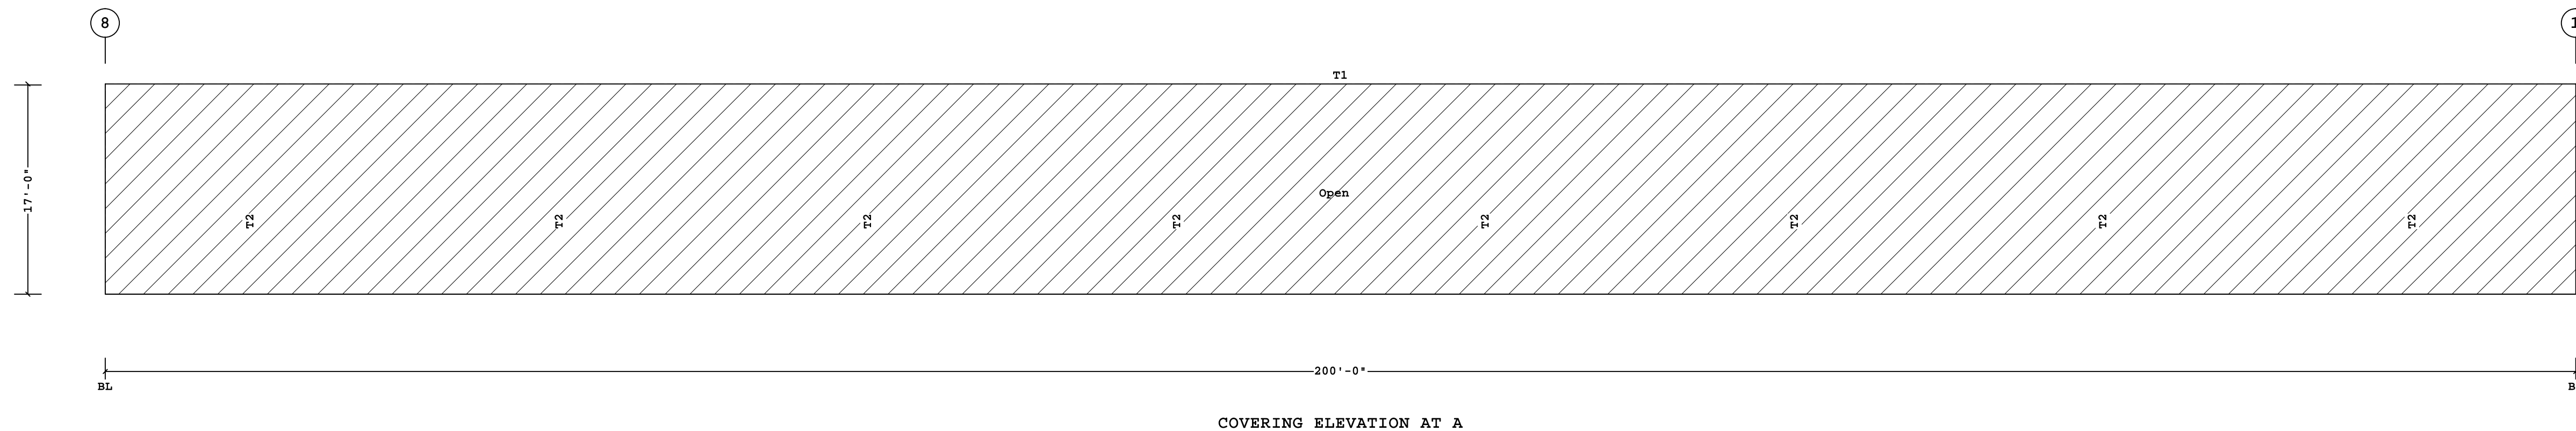 8
1
T1
17'-0"
Open
T2 T2 T2 T2 T2 T2 T2 T2
200'-0"
BL
B
COVERING ELEVATION AT A